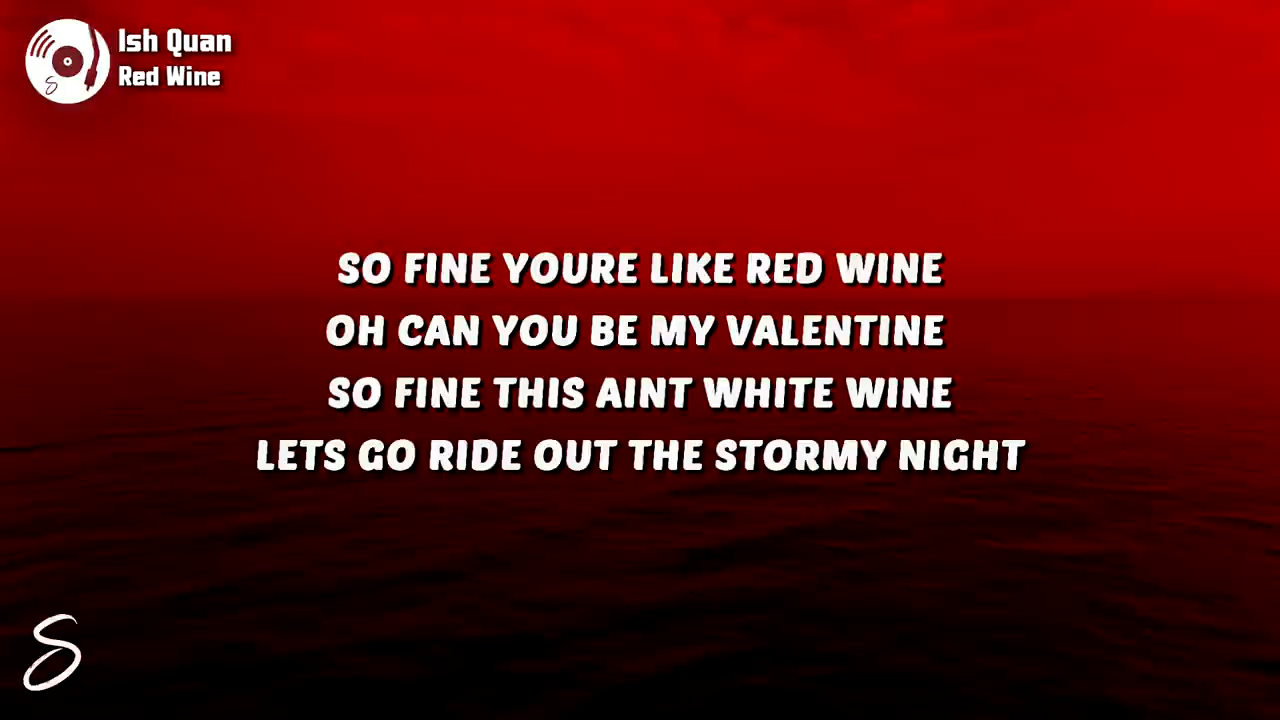 Ish Quan
Red Wine
SO FINE YOURE LIKE RED WINE
OH CAN YOU BE MY VALENTINE
SO FINE THIS AINT WHITE WINE
LETS GO RIDE OUT THE STORMY NIGHT
S